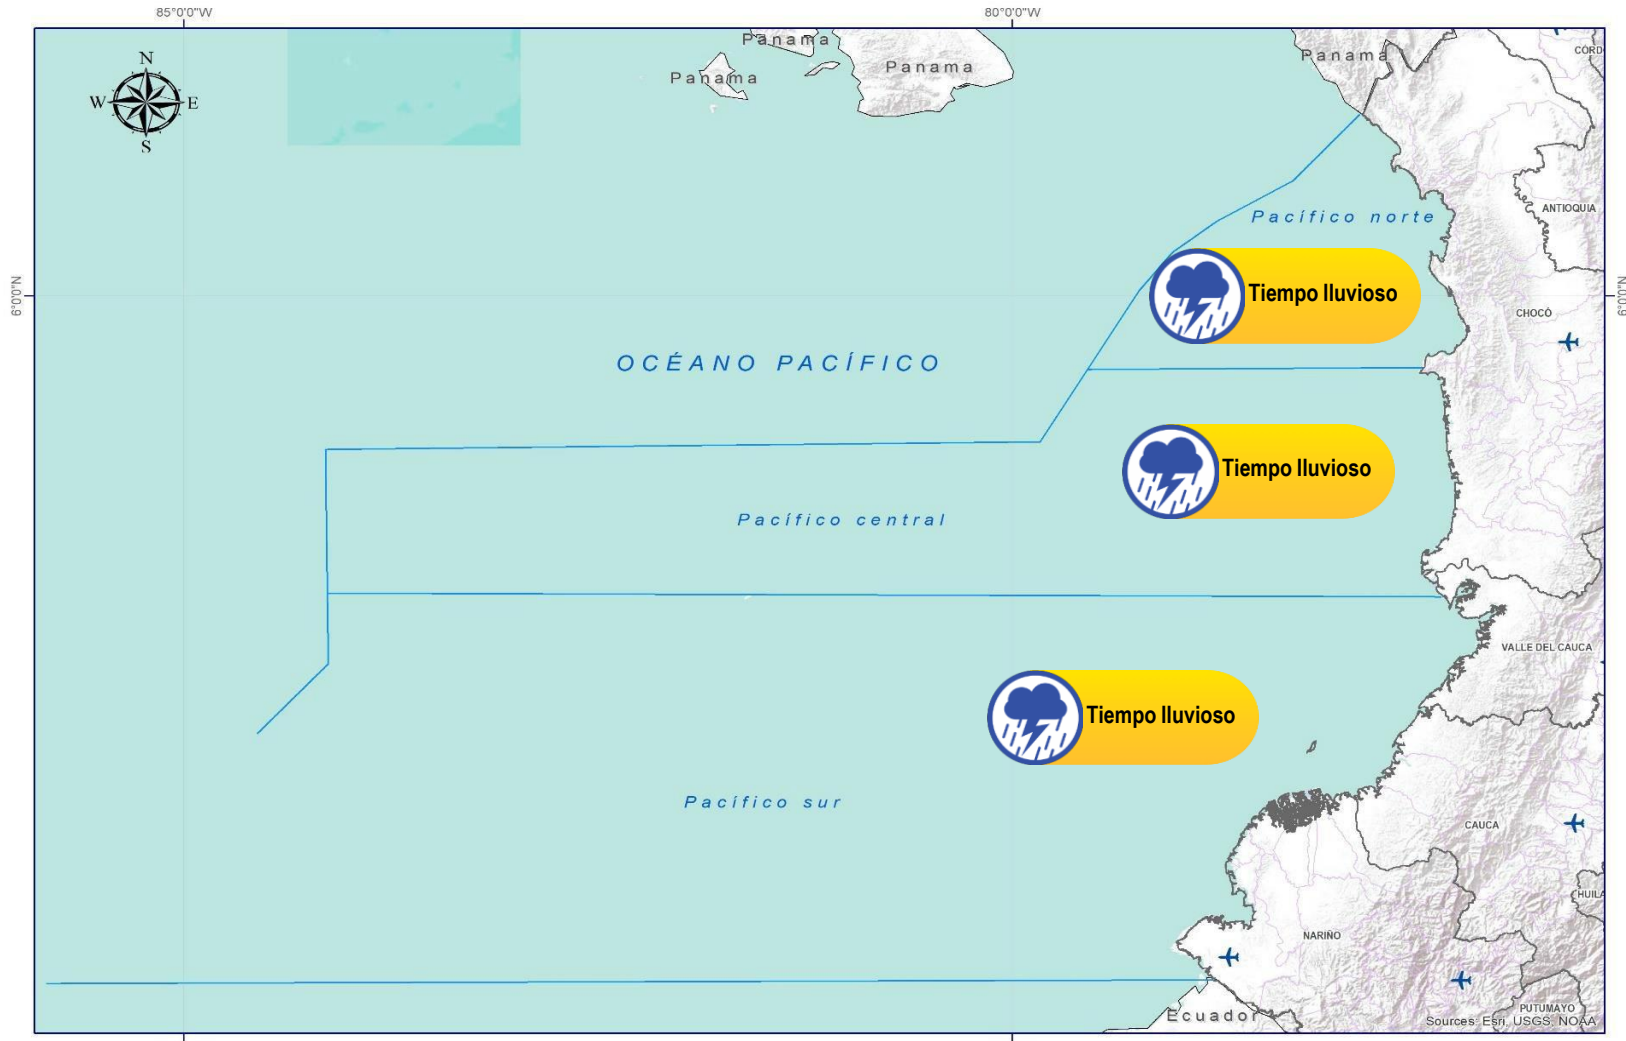 85°0'0"W
80°0'0"W
N
W
E
S
Panama
Panama
Panama
Panama
CÓRD
ANTIOQUIA
Pacífico norte
6°0'0"N
6°0'0"N
Tiempo lluvioso
CHOCÓ
OCÉANO PACÍFICO
Tiempo lluvioso
Pacífico central
VALLE DEL CAUCA
Tiempo lluvioso
Pacífico sur
CAUCA
HUILA
NARIÑO
PUTUMAYO
Ecuador
Sources: Esri, USGS, NOAA